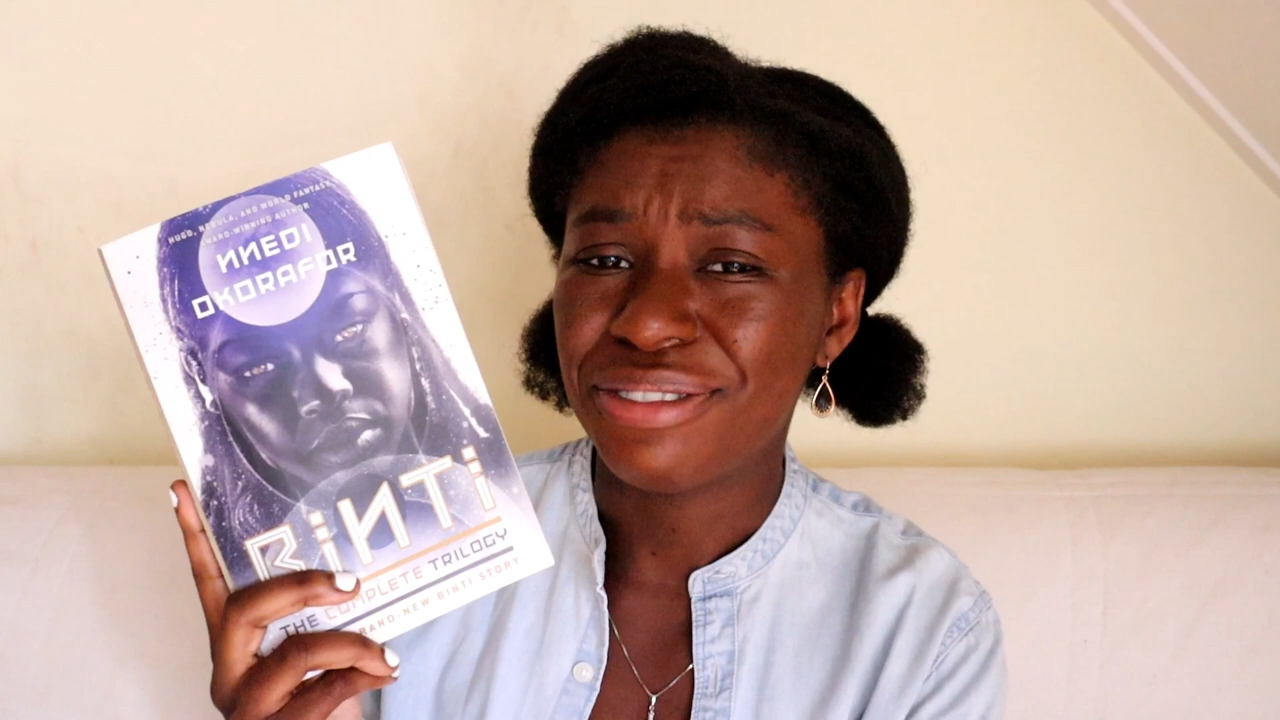 HUGO, NEBULA, AND WORLD FANTASY
AWARD-WINNING AUTHOR
NNEDI
OKORAFOR
BINTI
THE COMPLETE TRILOGY
BRAND-NEW BINTI STORY